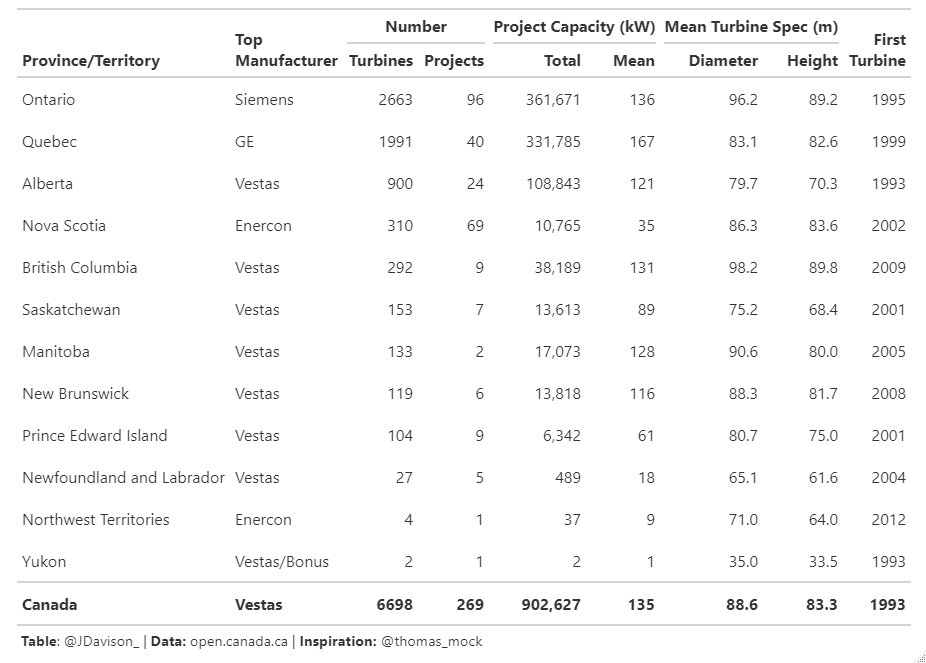 Number Project Capacity (kW) Mean Turbine Spec (m)
Province/Territory Top Manufacturer Turbines Projects Total Mean Diameter Height First Turbine
Ontario Siemens 2663 96 361,671 136 96.2 89.2 1995
Quebec GE 1991 40 331,785 167 83.1 82.6 1999
Alberta Vestas 900 24 108,843 121 79.7 70.3 1993
Nova Scotia Enercon 310 69 10,765 35 86.3 83.6 2002
British Columbia Vestas 292 9 38,189 131 98.2 89.8 2009
Saskatchewan Vestas 153 7 13,613 89 75.2 68.4 2001
Manitoba Vestas 133 2 17,073 128 90.6 80.0 2005
New Brunswick Vestas 119 6 13,818 116 88.3 81.7 2008
Prince Edward Island Vestas 104 9 6,342 61 80.7 75.0 2001
Newfoundland and Labrador Vestas 27 5 489 18 65.1 61.6 2004
Northwest Territories Enercon 4 1 37 9 71.0 64.0 2012
Yukon Vestas/Bonus 2 1 2 1 35.0 33.5 1993
Canada Vestas 6698 269 902,627 135 88.6 83.3 1993
Table: @JDavison_ | Data: open.canada.ca | Inspiration: @thomas_mock